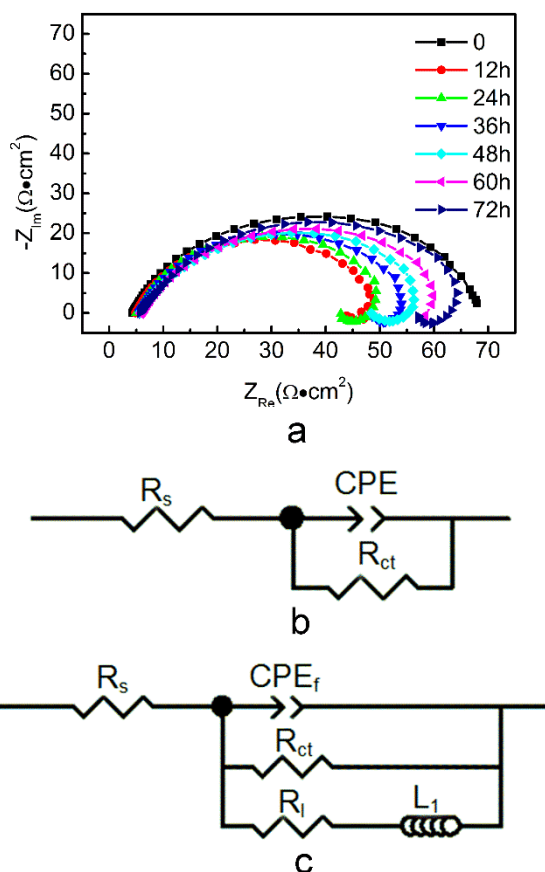 70
60
50
40
30
20
10
0
-Z_Im(Ω•cm²)
0
12h
24h
36h
48h
60h
72h
0 10 20 30 40 50 60 70
Z_Re(Ω•cm²)
a
R_s
CPE
R_ct
b
R_s
CPE_f
R_ct
R_l
L_1
c